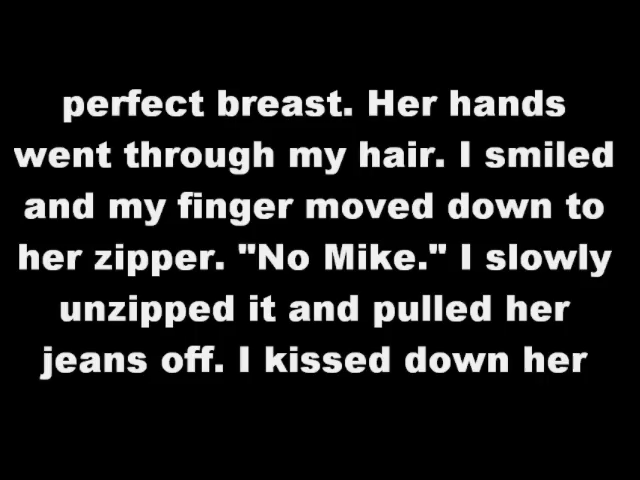 perfect breast. Her hands
went through my hair. I smiled
and my finger moved down to
her zipper. "No Mike." I slowly
unzipped it and pulled her
jeans off. I kissed down her